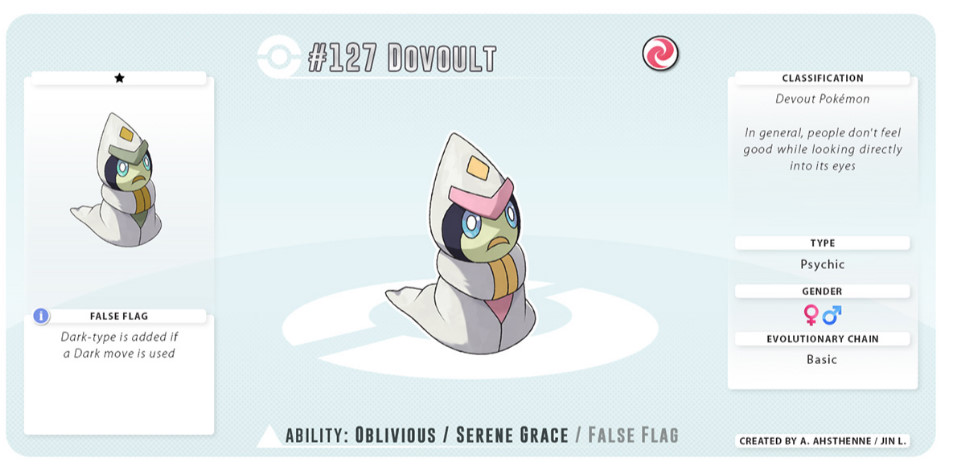 #127 DOVOULT
★
FALSE FLAG
Dark-type is added if
a Dark move is used
CLASSIFICATION
Devout Pokémon
In general, people don't feel
good while looking directly
into its eyes
TYPE
Psychic
GENDER
♀♂
EVOLUTIONARY CHAIN
Basic
ABILITY: OBLIVIOUS / SERENE GRACE / FALSE FLAG
CREATED BY A. AHSTHENNE / JIN L.